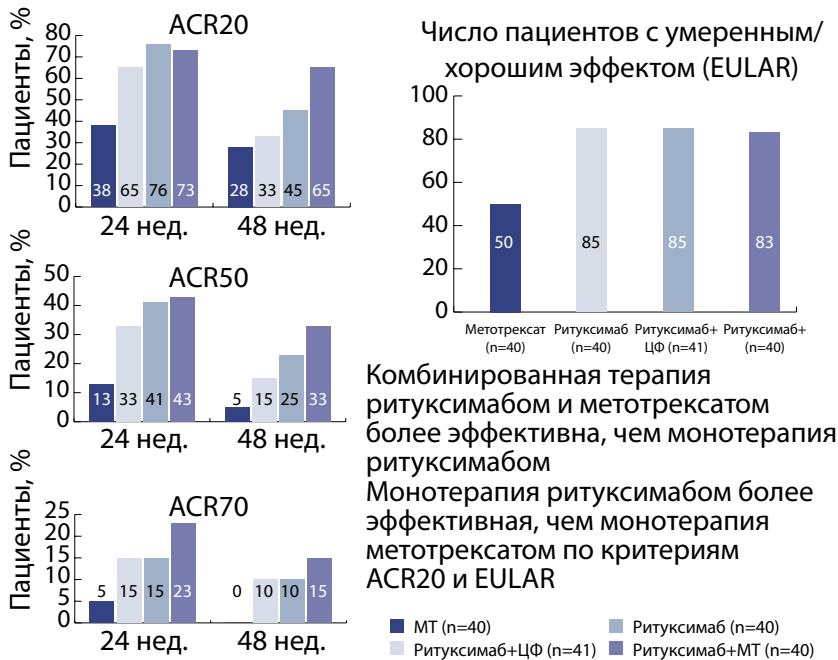 ACR20
Пациенты, %
80
70
60
50
40
30
20
10
0
38 65 76 73 28 33 45 65
24 нед. 48 нед.
ACR50
Пациенты, %
50
40
30
20
10
0
13 33 41 43 5 15 25 33
24 нед. 48 нед.
ACR70
Пациенты, %
25
20
15
10
5
0
5 15 15 23 0 10 10 15
24 нед. 48 нед.
Число пациентов с умеренным/
хорошим эффектом (EULAR)
100
80
60
40
20
0
50 85 85 83
Метотрексат Ритуксимаб Ритуксимаб+ Ритуксимаб+
(n=40) (n=40) ЦФ (n=41) (n=40)
Комбинированная терапия
ритуксимабом и метотрексатом
более эффективна, чем монотерапия
ритуксимабом
Монотерапия ритуксимабом более
эффективная, чем монотерапия
метотрексатом по критериям
ACR20 и EULAR
МТ (n=40) Ритуксимаб (n=40)
Ритуксимаб+ЦФ (n=41) Ритуксимаб+МТ (n=40)